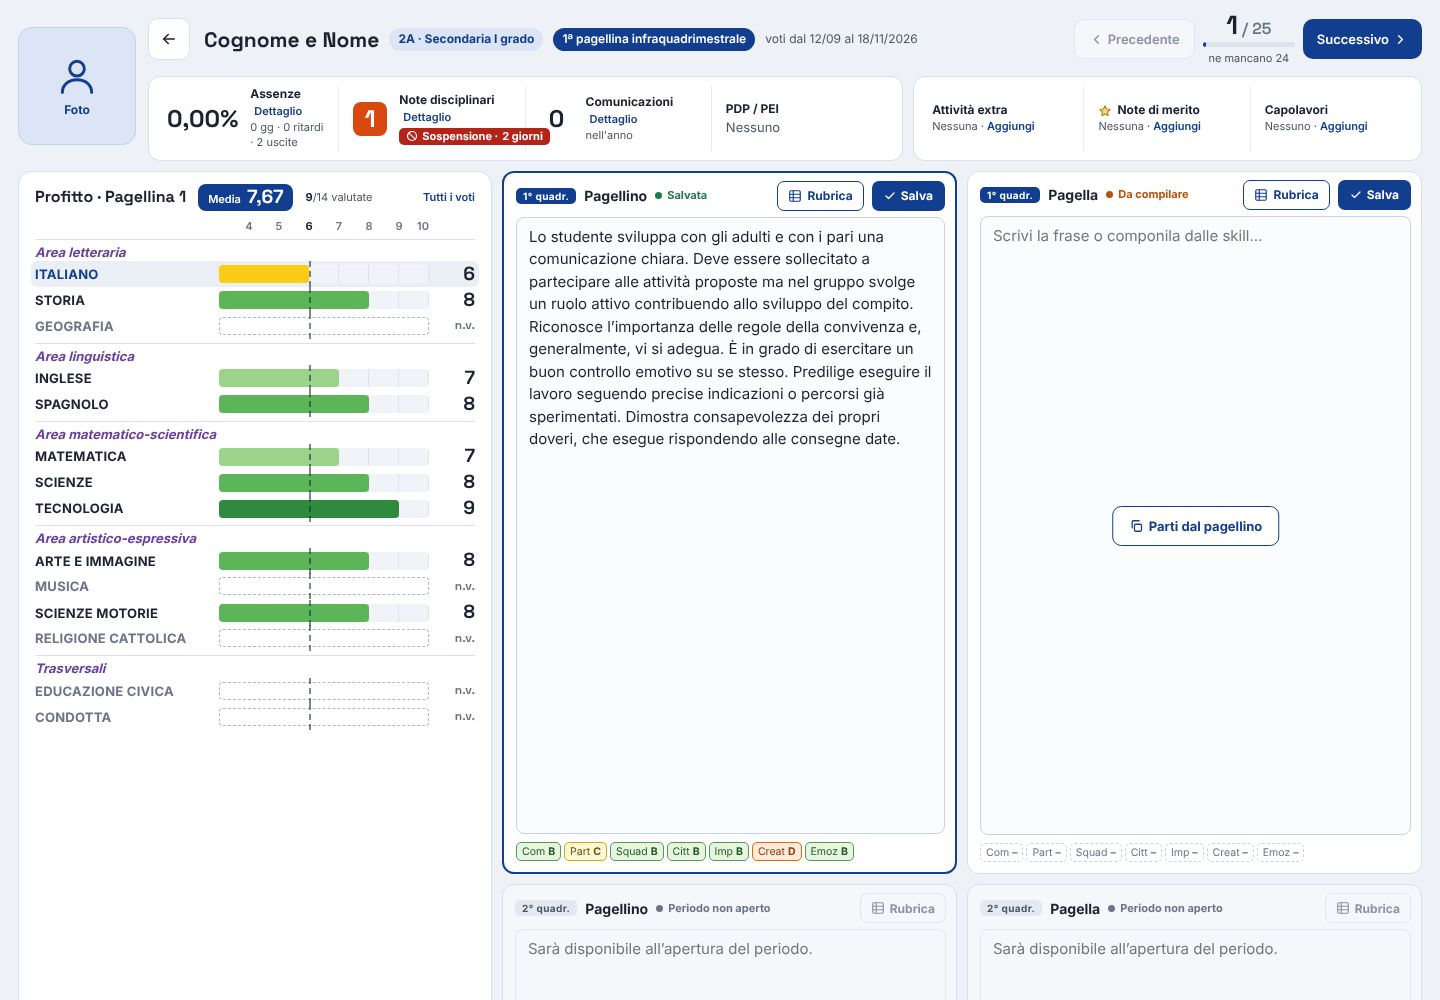 Foto
Cognome e Nome
2A · Secondaria I grado
1ª pagellina infraquadrimestrale
voti dal 12/09 al 18/11/2026
Precedente
1 / 25
ne mancano 24
Successivo
0,00%
Assenze
Dettaglio
0 gg · 0 ritardi
· 2 uscite
1
Note disciplinari
Dettaglio
Sospensione · 2 giorni
0
Comunicazioni
Dettaglio
nell'anno
PDP / PEI
Nessuno
Attività extra
Nessuna · Aggiungi
Note di merito
Nessuna · Aggiungi
Capolavori
Nessuno · Aggiungi
Profitto · Pagellina 1
Media 7,67
9/14 valutate
Tutti i voti
4 5 6 7 8 9 10
Area letteraria
ITALIANO 6
STORIA 8
GEOGRAFIA n.v.
Area linguistica
INGLESE 7
SPAGNOLO 8
Area matematico-scientifica
MATEMATICA 7
SCIENZE 8
TECNOLOGIA 9
Area artistico-espressiva
ARTE E IMMAGINE 8
MUSICA n.v.
SCIENZE MOTORIE 8
RELIGIONE CATTOLICA n.v.
Trasversali
EDUCAZIONE CIVICA n.v.
CONDOTTA n.v.
1° quadr. Pagellino Salvata Rubrica Salva
Lo studente sviluppa con gli adulti e con i pari una
comunicazione chiara. Deve essere sollecitato a
partecipare alle attività proposte ma nel gruppo svolge
un ruolo attivo contribuendo allo sviluppo del compito.
Riconosce l’importanza delle regole della convivenza e,
generalmente, vi si adegua. È in grado di esercitare un
buon controllo emotivo su se stesso. Predilige eseguire il
lavoro seguendo precise indicazioni o percorsi già
sperimentati. Dimostra consapevolezza dei propri
doveri, che esegue rispondendo alle consegne date.
Com B Part C Squad B Citt B Imp B Creat D Emoz B
1° quadr. Pagella Da compilare Rubrica Salva
Scrivi la frase o componila dalle skill…
Parti dal pagellino
Com – Part – Squad – Citt – Imp – Creat – Emoz –
2° quadr. Pagellino Periodo non aperto Rubrica
Sarà disponibile all’apertura del periodo.
2° quadr. Pagella Periodo non aperto Rubrica
Sarà disponibile all’apertura del periodo.